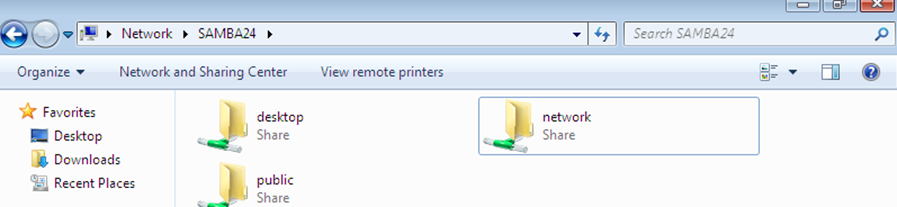 Network SAMBA24 Search SAMBA24
Organize Network and Sharing Center View remote printers
Favorites
Desktop
Downloads
Recent Places
desktop
Share
network
Share
public
Share